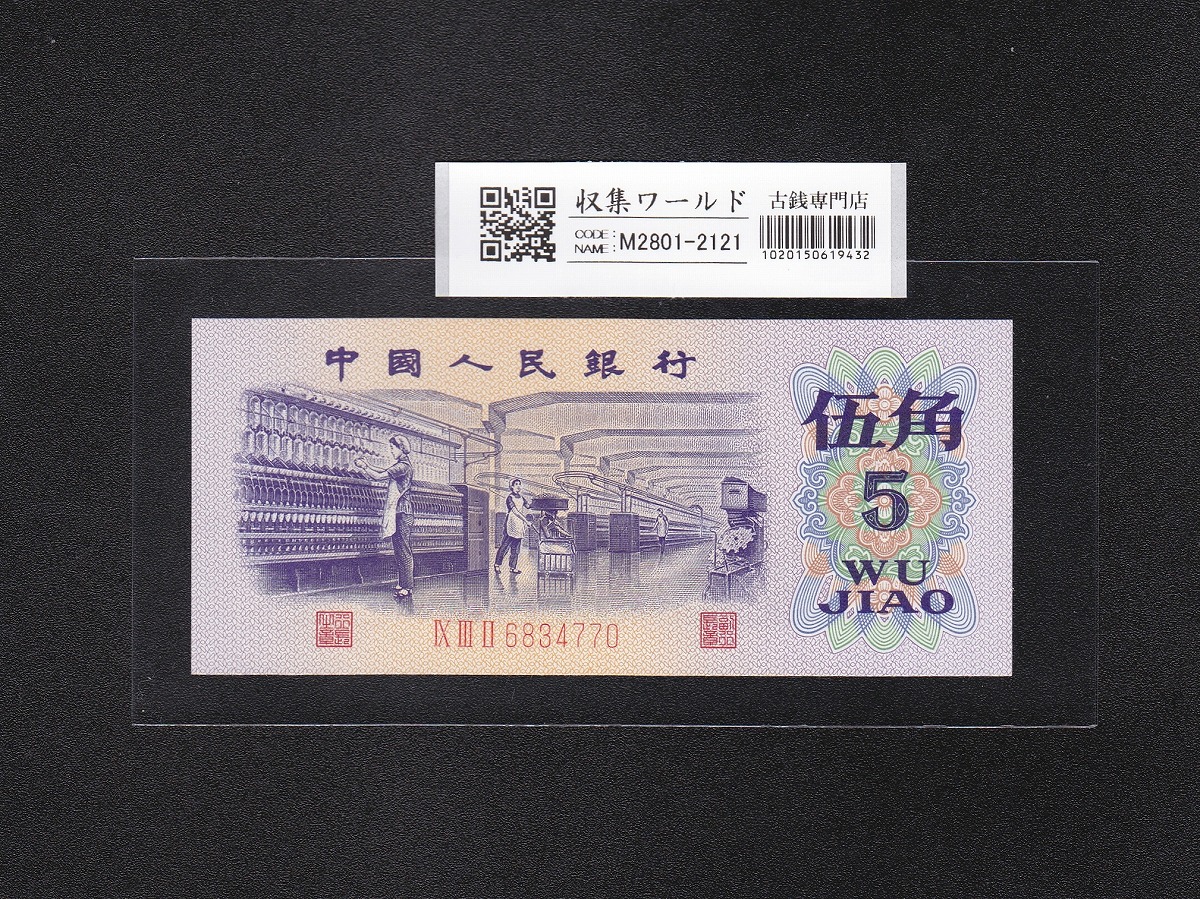 収集ワールド 古銭専門店
CODE:
NAME: M2801-2121
1020150619432
中國人民銀行
伍角
5
WU
JIAO
IX III II 6834770